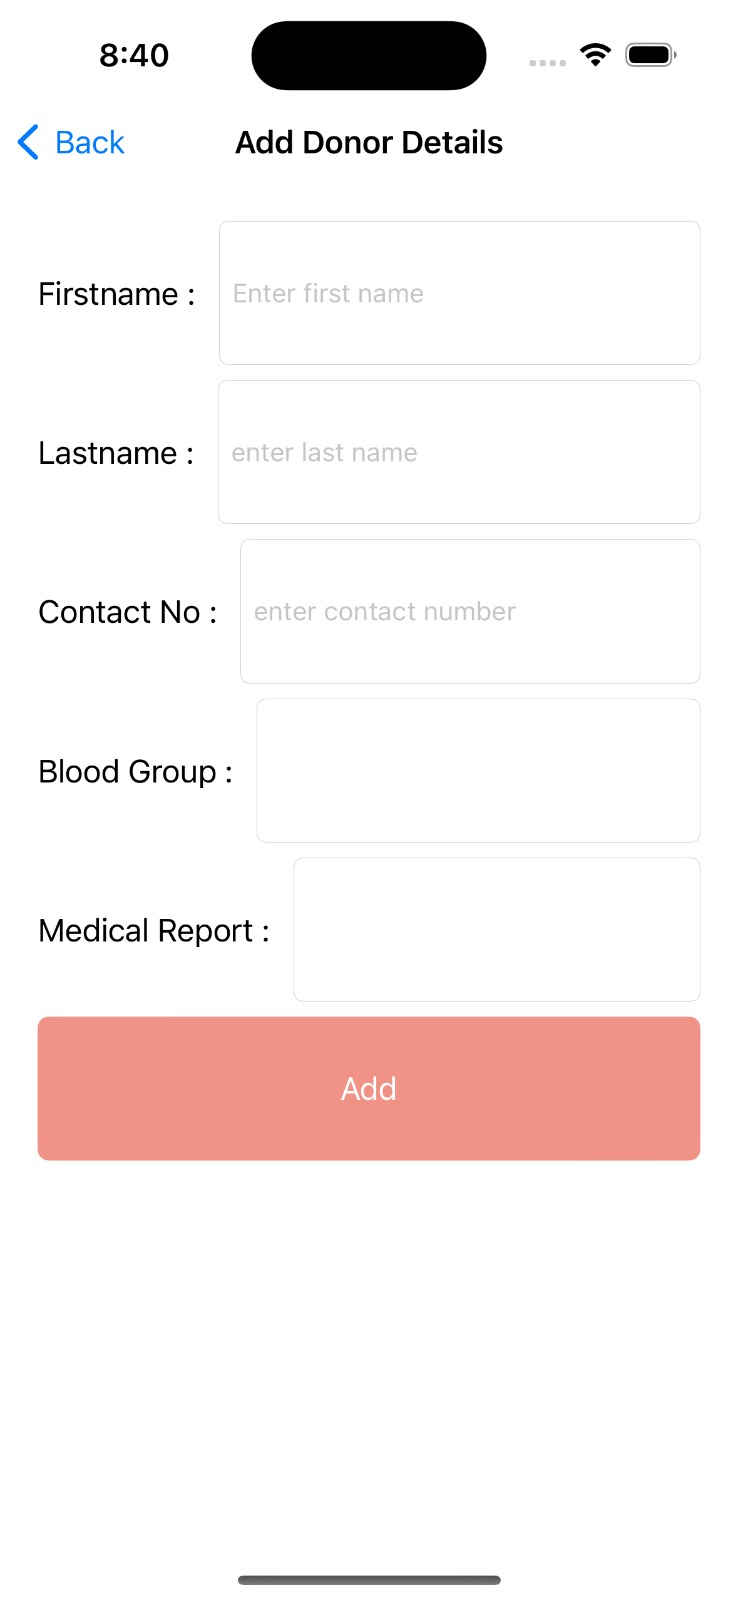 8:40
Back Add Donor Details
Firstname : Enter first name
Lastname : enter last name
Contact No : enter contact number
Blood Group :
Medical Report :
Add